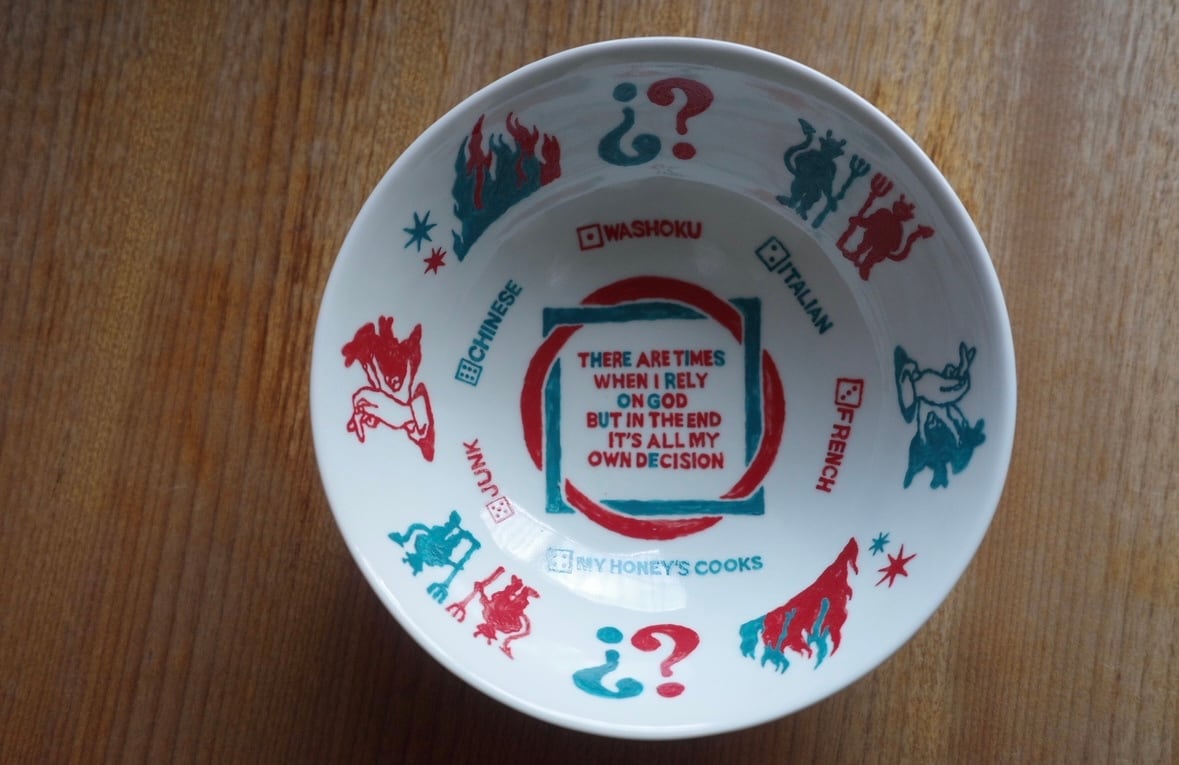 ¿?
WASHOKU
ITALIAN
FRENCH
MY HONEY'S COOKS
JUNK
CHINESE
THERE ARE TIMES
WHEN I RELY
ON GOD
BUT IN THE END
IT'S ALL MY
OWN DECISION
¿?